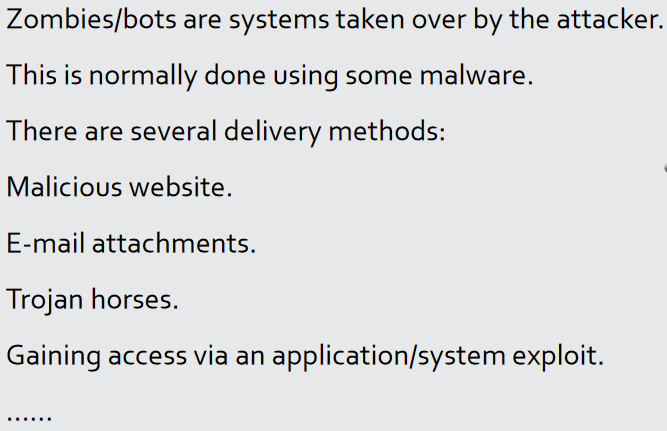 Zombies/bots are systems taken over by the attacker.
This is normally done using some malware.
There are several delivery methods:
Malicious website.
E-mail attachments.
Trojan horses.
Gaining access via an application/system exploit.
......